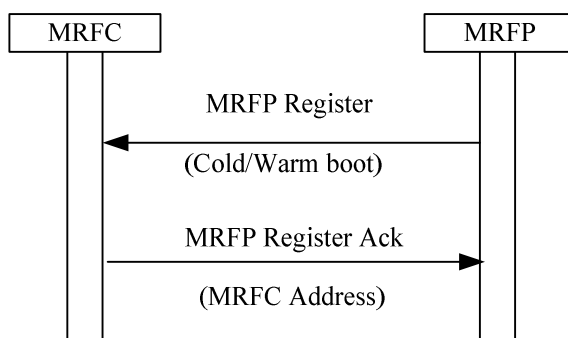 MRFC
MRFP
MRFP Register
(Cold/Warm boot)
MRFP Register Ack
(MRFC Address)